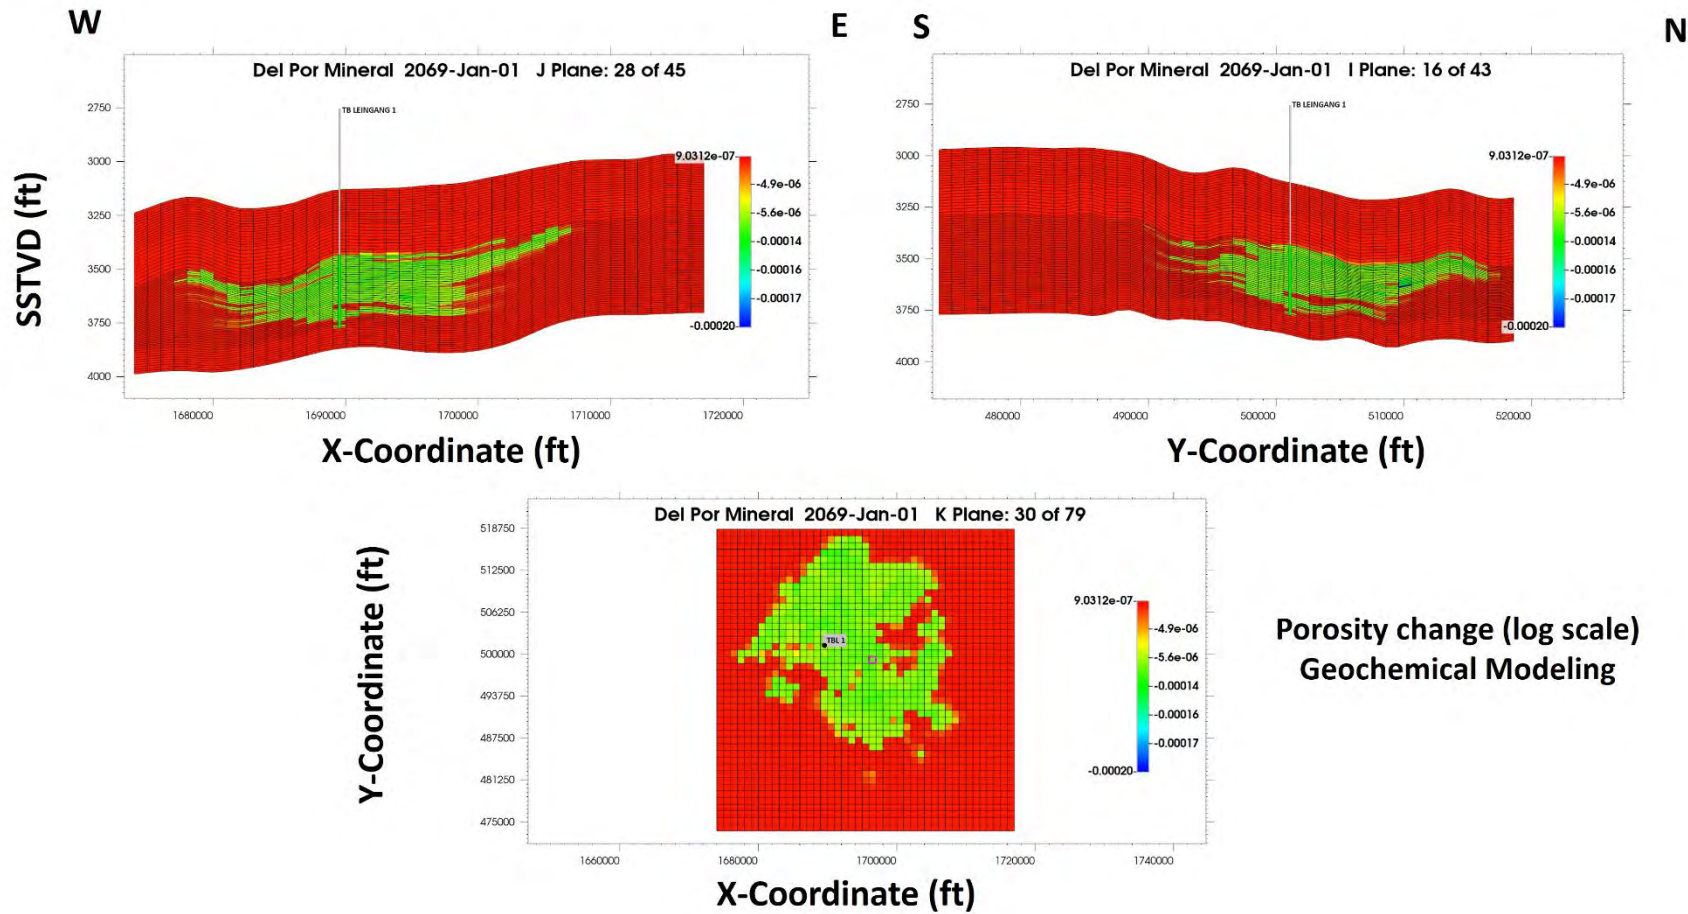 W
E
S
N
Del Por Mineral 2069-Jan-01 J Plane: 28 of 45
TB LEINGANG 1
2750
3000
3250
3500
3750
4000
SSTVD (ft)
9.0312e-07
-4.9e-06
-5.6e-06
-0.00014
-0.00016
-0.00017
-0.00020
1680000
1690000
1700000
1710000
1720000
X-Coordinate (ft)
Del Por Mineral 2069-Jan-01 I Plane: 16 of 43
TB LEINGANG 1
2750
3000
3250
3500
3750
4000
9.0312e-07
-4.9e-06
-5.6e-06
-0.00014
-0.00016
-0.00017
-0.00020
480000
490000
500000
510000
520000
Y-Coordinate (ft)
Del Por Mineral 2069-Jan-01 K Plane: 30 of 79
518750
512500
506250
500000
493750
487500
481250
475000
Y-Coordinate (ft)
TBL 1
9.0312e-07
-4.9e-06
-5.6e-06
-0.00014
-0.00016
-0.00017
-0.00020
1660000
1680000
1700000
1720000
1740000
X-Coordinate (ft)
Porosity change (log scale)
Geochemical Modeling